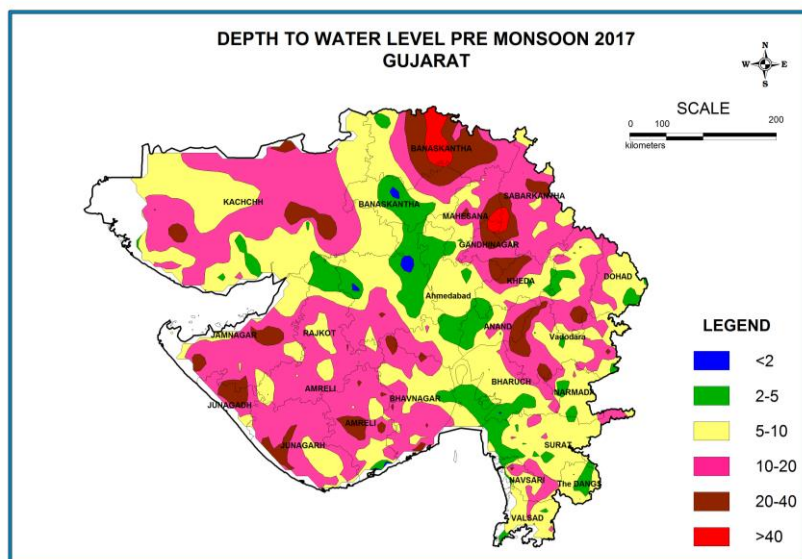 DEPTH TO WATER LEVEL PRE MONSOON 2017
GUJARAT
N
W E
S
SCALE
0 100 200
kilometers
BANASKANTHA
KACHCHH
BANASKANTHA
SABARKANTHA
MAHESANA
GANDHINAGAR
KHEDA
DOHAD
Ahmedabad
JAMNAGAR
RAJKOT
ANAND
Vadodara
AMRELI
BHARUCH
NARMADA
JUNAGADH
BHAVNAGAR
AMRELI
JUNAGARH
SURAT
NAVSARI
The DANGS
VALSAD
LEGEND
<2
2-5
5-10
10-20
20-40
>40